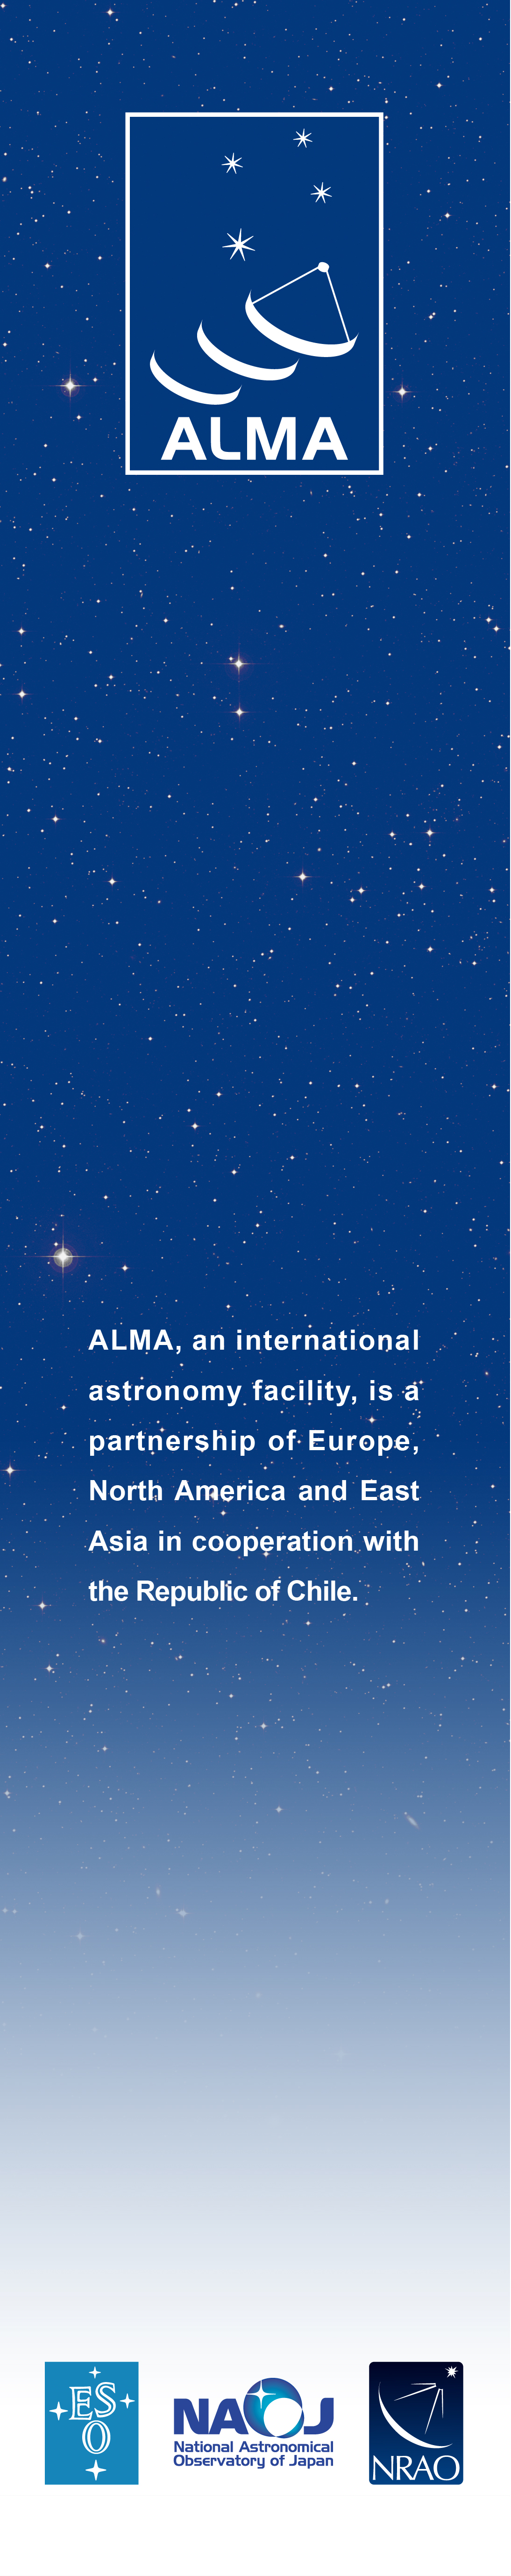 ALMA
ALMA, an international
astronomy facility, is a
partnership of Europe,
North America and East
Asia in cooperation with
the Republic of Chile.
ES
O
NAOJ
National Astronomical
Observatory of Japan
NRAO